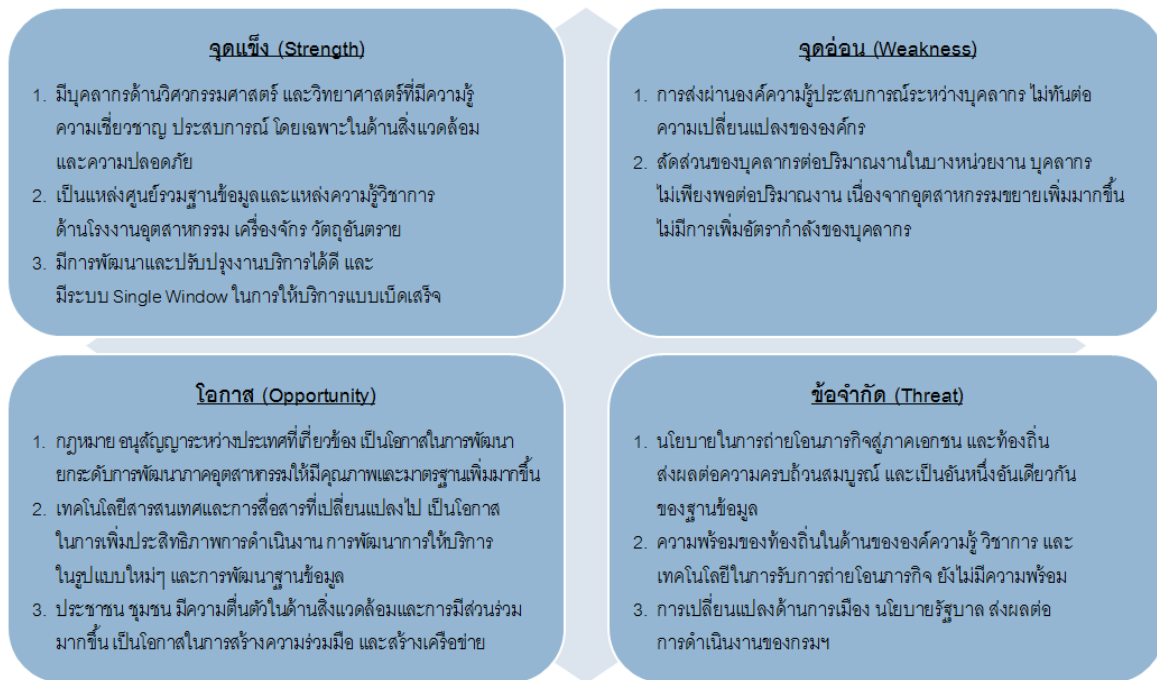 จุดแข็ง (Strength)
1. มีบุคลากรด้านวิศวกรรมศาสตร์ และวิทยาศาสตร์ที่มีความรู้
ความเชี่ยวชาญ ประสบการณ์ โดยเฉพาะในด้านสิ่งแวดล้อม
และความปลอดภัย
2. เป็นแหล่งศูนย์รวมฐานข้อมูลและแหล่งความรู้วิชาการ
ด้านโรงงานอุตสาหกรรม เครื่องจักร วัตถุอันตราย
3. มีการพัฒนาและปรับปรุงงานบริการได้ดี และ
มีระบบ Single Window ในการให้บริการแบบเบ็ดเสร็จ
จุดอ่อน (Weakness)
1. การส่งผ่านองค์ความรู้ประสบการณ์ระหว่างบุคลากร ไม่ทันต่อ
ความเปลี่ยนแปลงขององค์กร
2. สัดส่วนของบุคลากรต่อปริมาณงานในบางหน่วยงาน บุคลากร
ไม่เพียงพอต่อปริมาณงาน เนื่องจากอุตสาหกรรมขยายเพิ่มมากขึ้น
ไม่มีการเพิ่มอัตรากำลังของบุคลากร
โอกาส (Opportunity)
1. กฎหมาย อนุสัญญาระหว่างประเทศที่เกี่ยวข้อง เป็นโอกาสในการพัฒนา
ยกระดับการพัฒนาภาคอุตสาหกรรมให้มีคุณภาพและมาตรฐานเพิ่มมากขึ้น
2. เทคโนโลยีสารสนเทศและการสื่อสารที่เปลี่ยนแปลงไป เป็นโอกาส
ในการเพิ่มประสิทธิภาพการดำเนินงาน การพัฒนาการให้บริการ
ในรูปแบบใหม่ๆ และการพัฒนาฐานข้อมูล
3. ประชาชน ชุมชน มีความตื่นตัวในด้านสิ่งแวดล้อมและการมีส่วนร่วม
มากขึ้น เป็นโอกาสในการสร้างความร่วมมือ และสร้างเครือข่าย
ข้อจำกัด (Threat)
1. นโยบายในการถ่ายโอนภารกิจสู่ภาคเอกชน และท้องถิ่น
ส่งผลต่อความครบถ้วนสมบูรณ์ และเป็นอันหนึ่งอันเดียวกัน
ของฐานข้อมูล
2. ความพร้อมของท้องถิ่นในด้านขององค์ความรู้ วิชาการ และ
เทคโนโลยีในการรับการถ่ายโอนภารกิจ ยังไม่มีความพร้อม
3. การเปลี่ยนแปลงด้านการเมือง นโยบายรัฐบาล ส่งผลต่อ
การดำเนินงานของกรมฯ